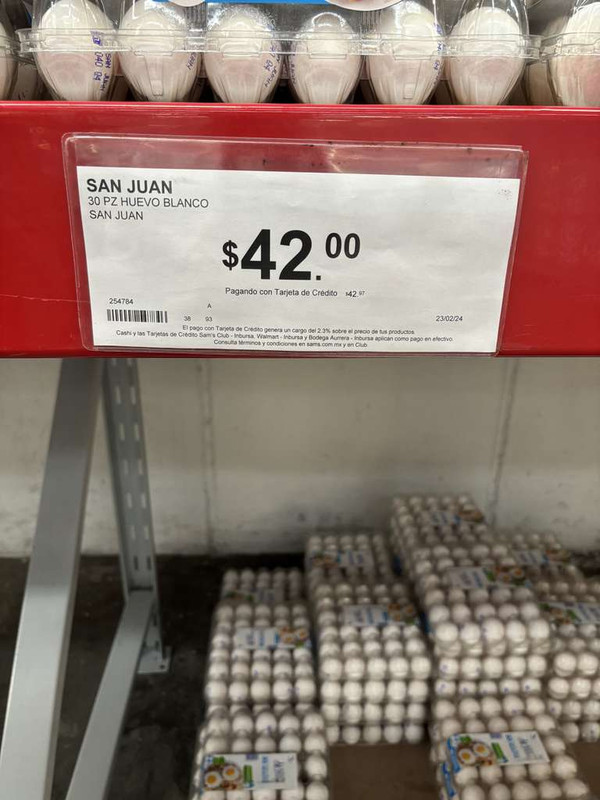 SAN JUAN
30 PZ HUEVO BLANCO
SAN JUAN
$42.00
Pagando con Tarjeta de Crédito $42.97
254784
A
38 93
23/02/24
El pago con Tarjeta de Crédito genera un cargo del 2.3% sobre el precio de tus productos.
Cashi y las Tarjetas de Crédito Sam's Club - Inbursa, Walmart - Inbursa y Bodega Aurrera - Inbursa aplican como pago en efectivo
Consulta términos y condiciones en sams.com.mx y en Club